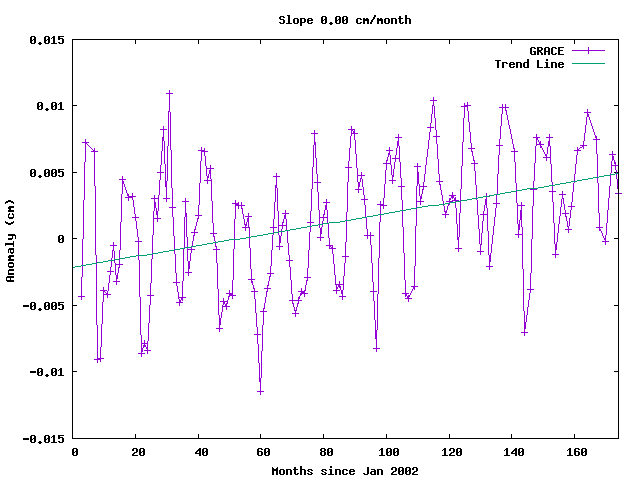 Slope 0.00 cm/month
0.015
GRACE
Trend Line
0.01
0.005
0
-0.005
-0.01
-0.015
Anomaly (cm)
0 20 40 60 80 100 120 140 160
Months since Jan 2002